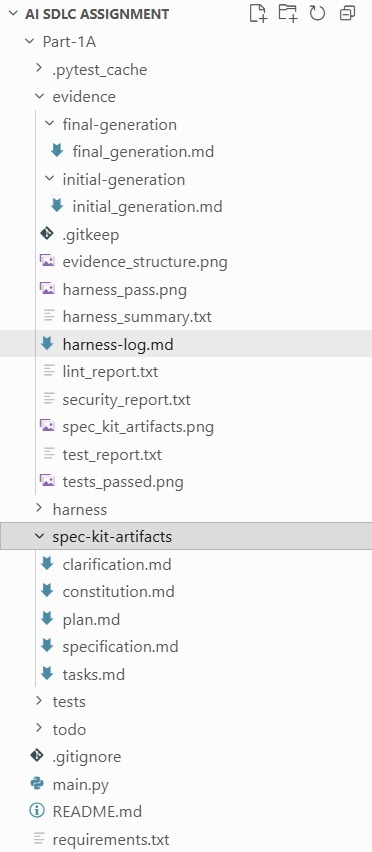 AI SDLC ASSIGNMENT
Part-1A
.pytest_cache
evidence
final-generation
final_generation.md
initial-generation
initial_generation.md
.gitkeep
evidence_structure.png
harness_pass.png
harness_summary.txt
harness-log.md
lint_report.txt
security_report.txt
spec_kit_artifacts.png
test_report.txt
tests_passed.png
harness
spec-kit-artifacts
clarification.md
constitution.md
plan.md
specification.md
tasks.md
tests
todo
.gitignore
main.py
README.md
requirements.txt